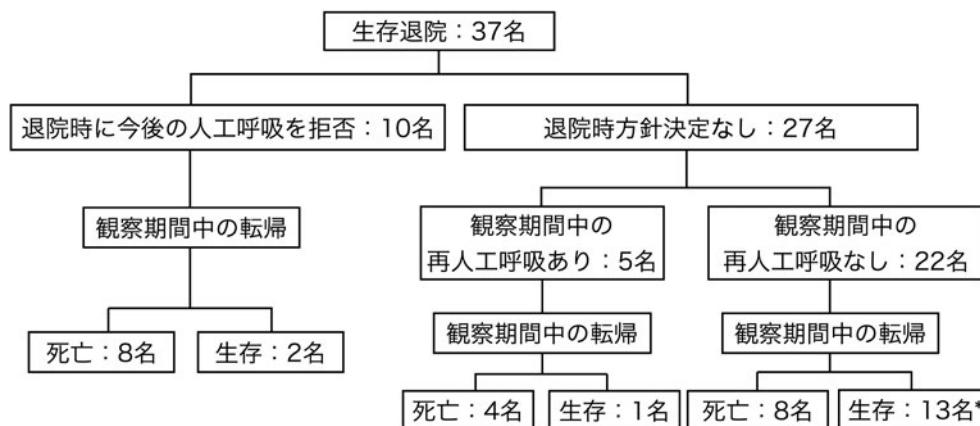 生存退院：37名
退院時に今後の人工呼吸を拒否：10名
退院時方針決定なし：27名
観察期間中の転帰
観察期間中の
再人工呼吸あり：5名
観察期間中の
再人工呼吸なし：22名
死亡：8名
生存：2名
観察期間中の転帰
観察期間中の転帰
死亡：4名
生存：1名
死亡：8名
生存：13名*